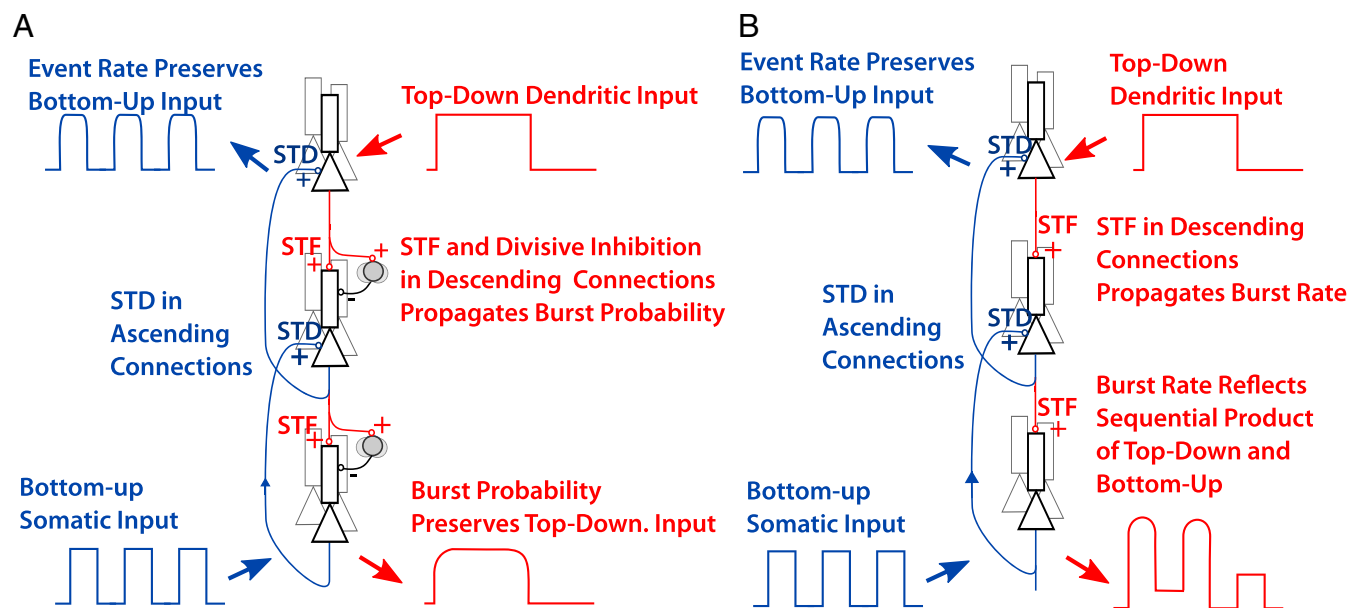 A
Event Rate Preserves
Bottom-Up Input
Top-Down Dendritic Input
STD
+
STF
+
+
STF and Divisive Inhibition
in Descending Connections
Propagates Burst Probability
-
STD in
Ascending
Connections
STD
+
STF
+
+
-
Bottom-up
Somatic Input
Burst Probability
Preserves Top-Down. Input
B
Event Rate Preserves
Bottom-Up Input
Top-Down
Dendritic Input
STD
+
STF
+
STF in Descending
Connections
Propagates Burst Rate
STD in
Ascending
Connections
STD
+
STF
+
Burst Rate Reflects
Sequential Product
of Top-Down and
Bottom-Up
Bottom-up
Somatic Input